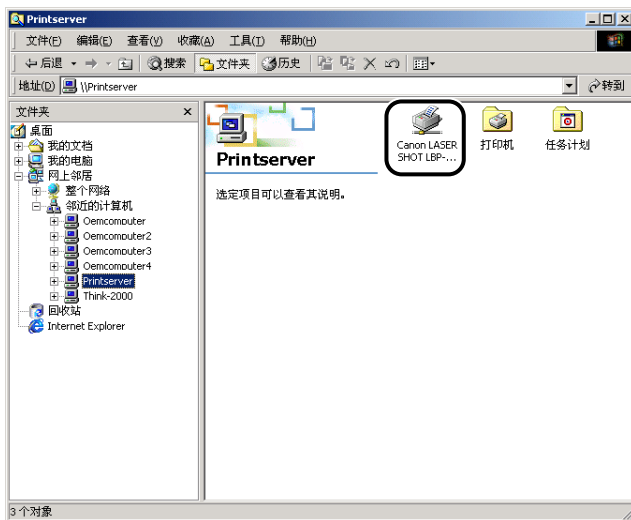 Printserver
文件(F) 编辑(E) 查看(V) 收藏(A) 工具(T) 帮助(H)
后退 搜索 文件夹 历史
地址(D) \\Printserver 转到
文件夹
桌面
我的文档
我的电脑
网上邻居
整个网络
邻近的计算机
Oemcomputer
Oemcomputer2
Oemcomputer3
Oemcomputer4
Printserver
Think-2000
回收站
Internet Explorer
Printserver
选定项目可以查看其说明。
Canon LASER
SHOT LBP-...
打印机
任务计划
3 个对象